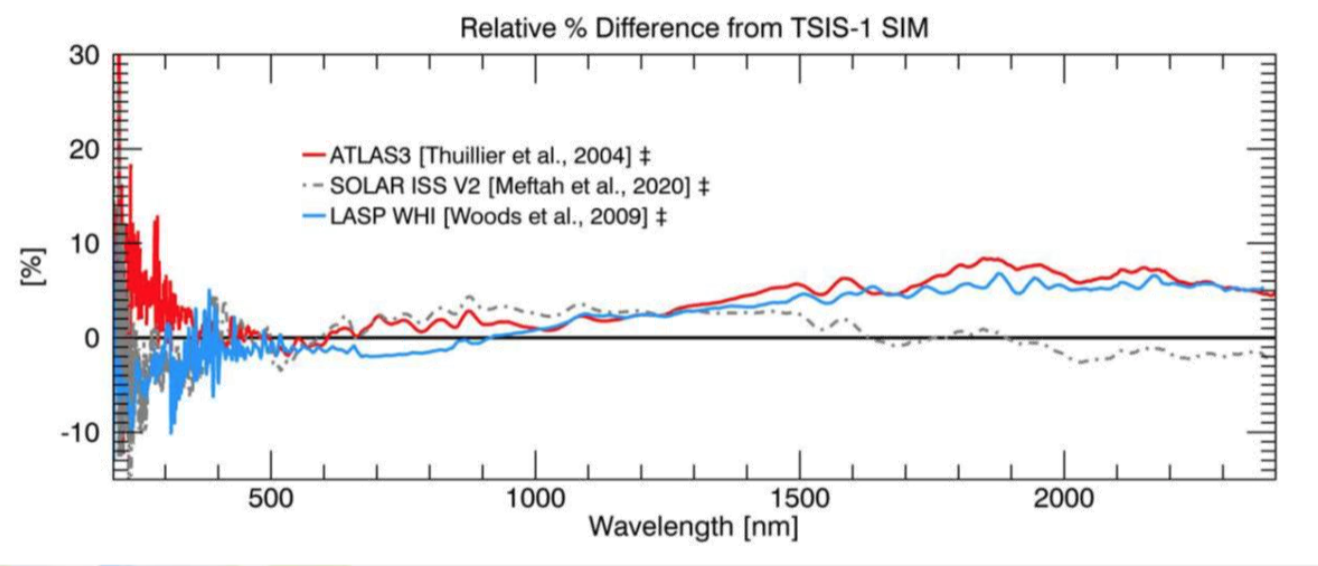 Relative % Difference from TSIS-1 SIM
30
20
10
0
-10
[%]
ATLAS3 [Thuillier et al., 2004] ‡
SOLAR ISS V2 [Meftah et al., 2020] ‡
LASP WHI [Woods et al., 2009] ‡
500 1000 1500 2000
Wavelength [nm]